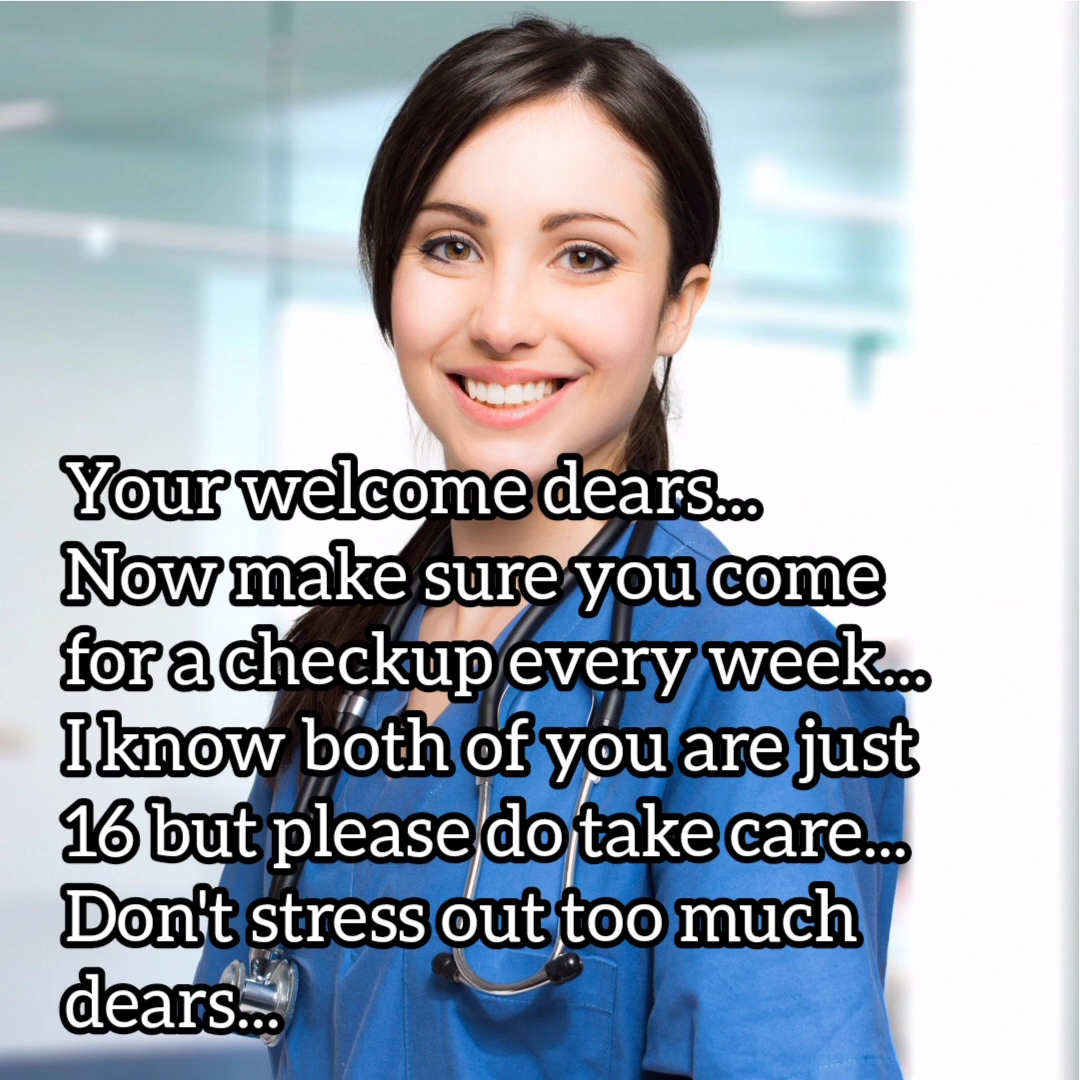 Your welcome dears...
Now make sure you come
for a checkup every week...
I know both of you are just
16 but please do take care...
Don't stress out too much
dears...